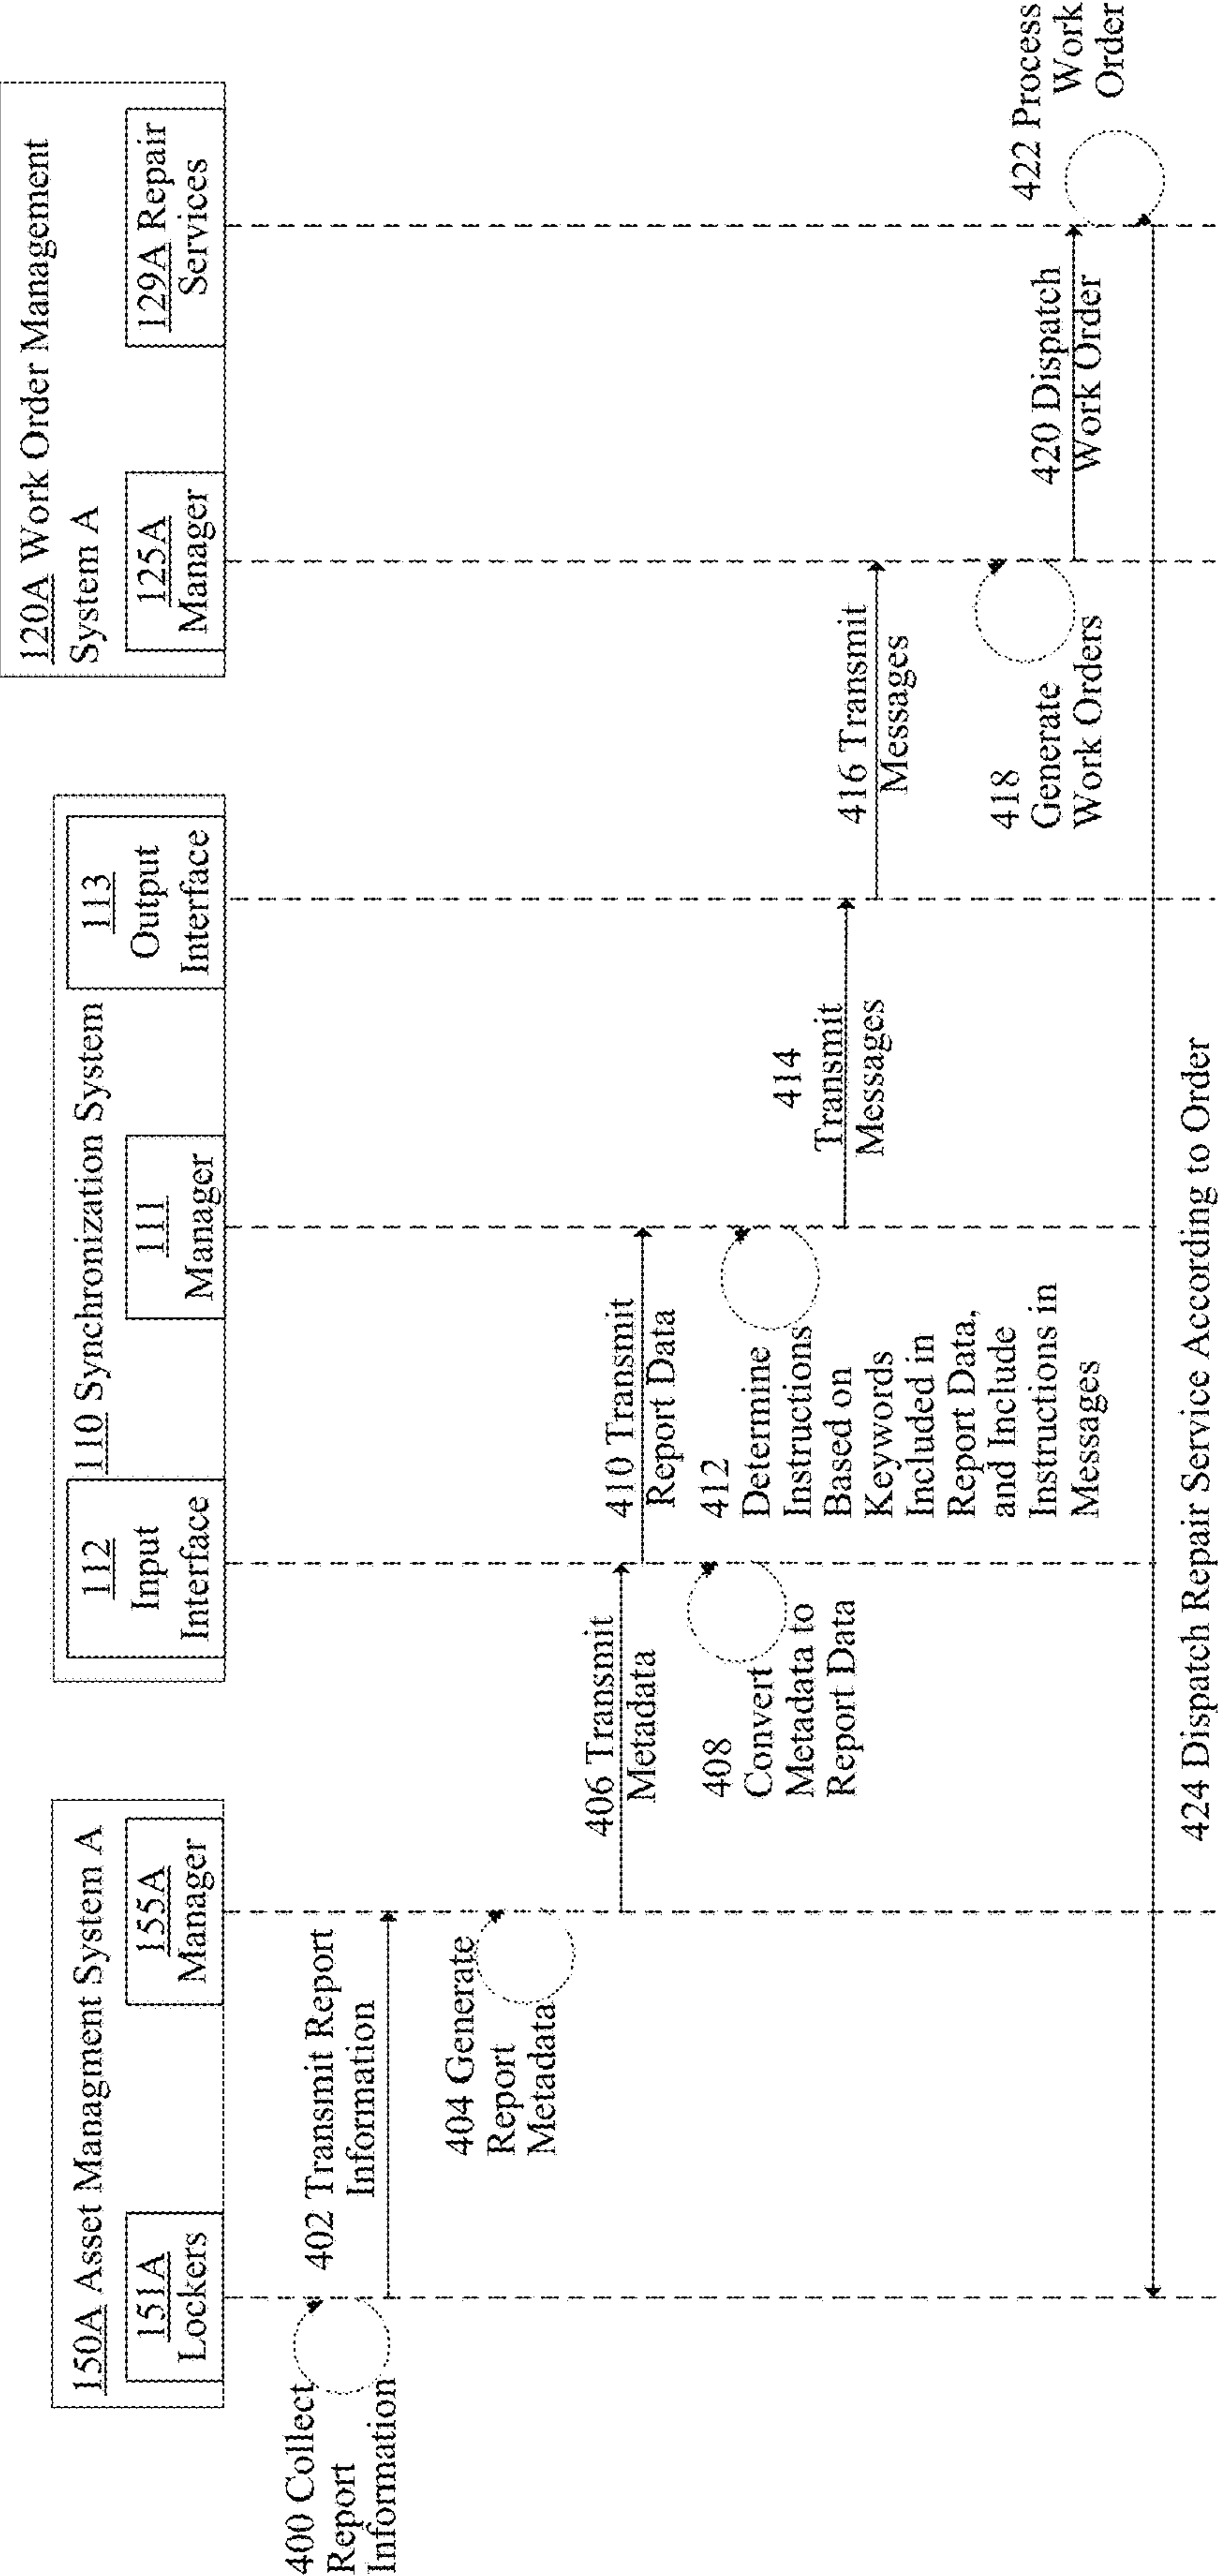 150A Asset Managment System A
151A
Lockers
155A
Manager
110 Synchronization System
112
Input
Interface
111
Manager
113
Output
Interface
120A Work Order Management
System A
125A
Manager
129A Repair
Services
400 Collect
Report
Information
402 Transmit Report
Information
404 Generate
Report
Metadata
406 Transmit
Metadata
408
Convert
Metadata to
Report Data
410 Transmit
Report Data
412
Determine
Instructions
Based on
Keywords
Included in
Report Data,
and Include
Instructions in
Messages
414
Transmit
Messages
416 Transmit
Messages
418
Generate
Work Orders
420 Dispatch
Work Order
422 Process
Work
Order
424 Dispatch Repair Service According to Order